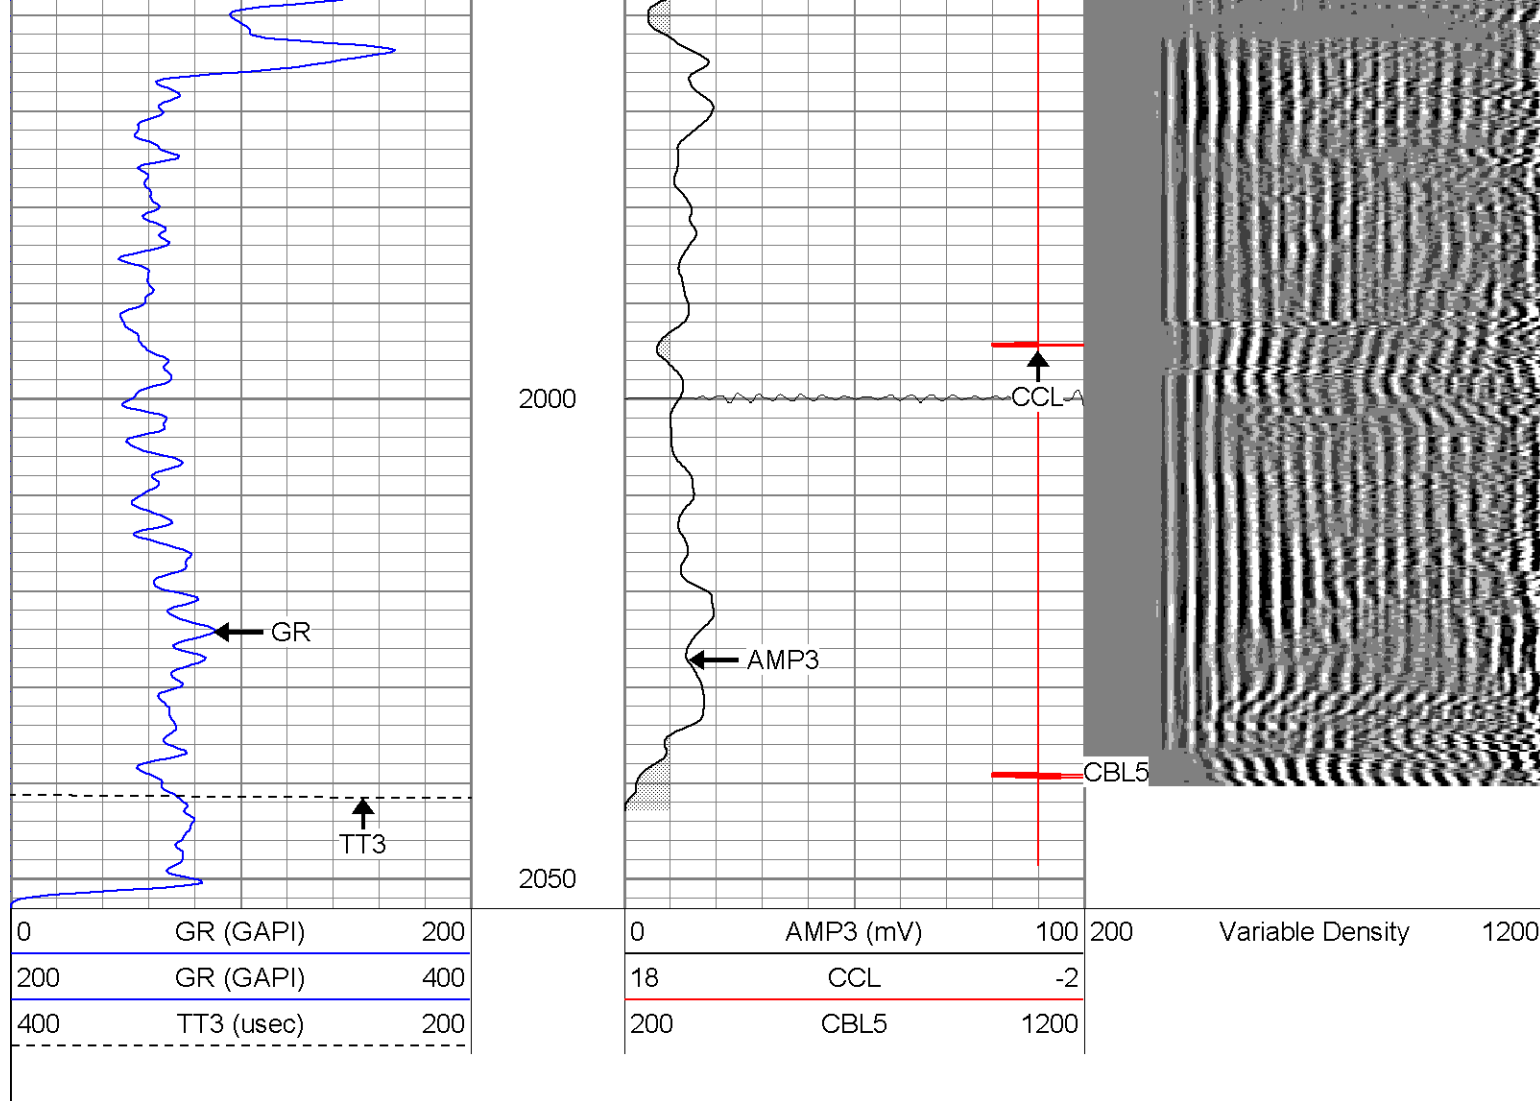 2000
CCL
GR
AMP3
CBL5
TT3
2050
0 GR (GAPI) 200
200 GR (GAPI) 400
400 TT3 (usec) 200
0 AMP3 (mV) 100
18 CCL -2
200 CBL5 1200
200 Variable Density 1200